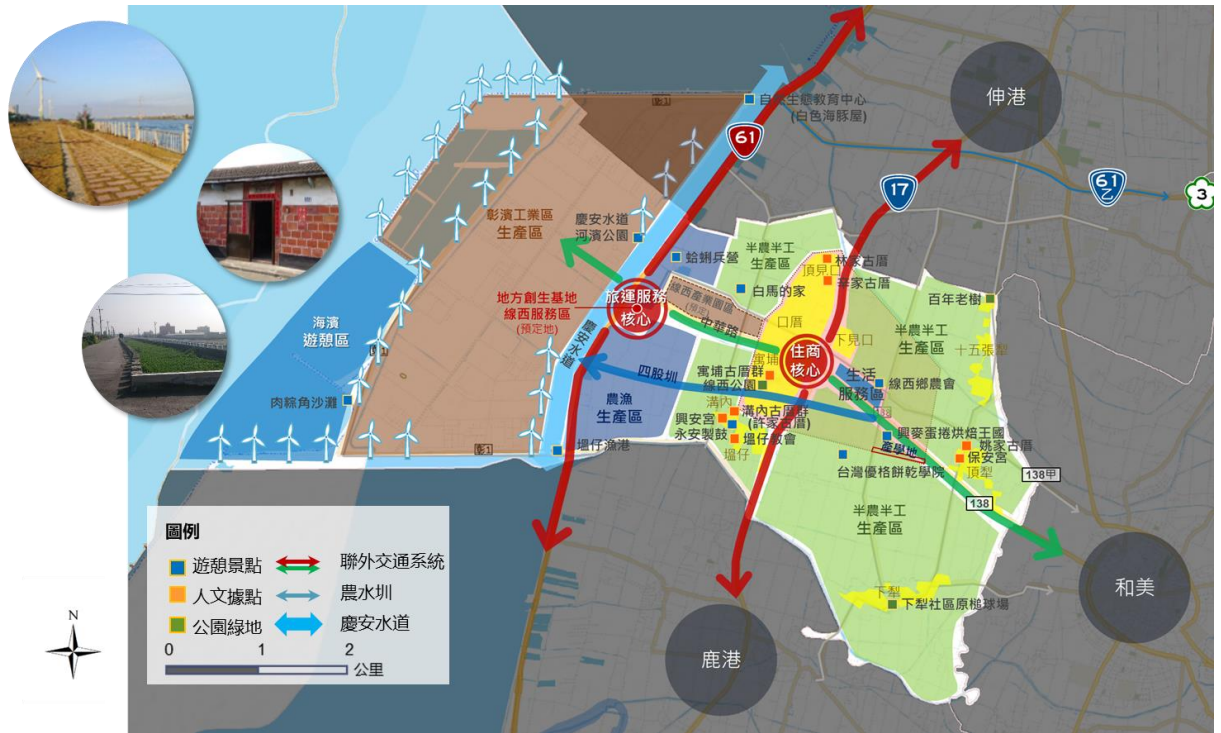 伸港
自然生態教育中心
(白色海豚屋)
61
17
61
乙
3
彰濱工業區
生產區
慶安水道
河濱公園
蛤蜊兵營
半農半工
生產區
林家古厝
頂見口
辛家古厝
白馬的家
地方創生基地
線西服務區
(預定地)
旅運服務
核心
線西產業園區
(預定)
百年老樹
海濱
遊憩區
慶安水道
中華路
口厝
下見口
半農半工
生產區
十五張犁
住商
核心
四股圳
寓埔
寓埔古厝群
線西公園
生活
服務區
線西鄉農會
肉粽角沙灘
農漁
生產區
溝內
溝內古厝群
(許家古厝)
興安宮
永安製鼓
塭仔教會
塭仔
138
興麥蛋捲烘焙王國
產學地
姚家古厝
保安宮
頂犁
塭仔漁港
台灣優格餅乾學院
138甲
138
半農半工
生產區
和美
下犁
下犁社區原槌球場
鹿港
圖例
遊憩景點
聯外交通系統
人文據點
農水圳
公園綠地
慶安水道
N
0
1
2
公里